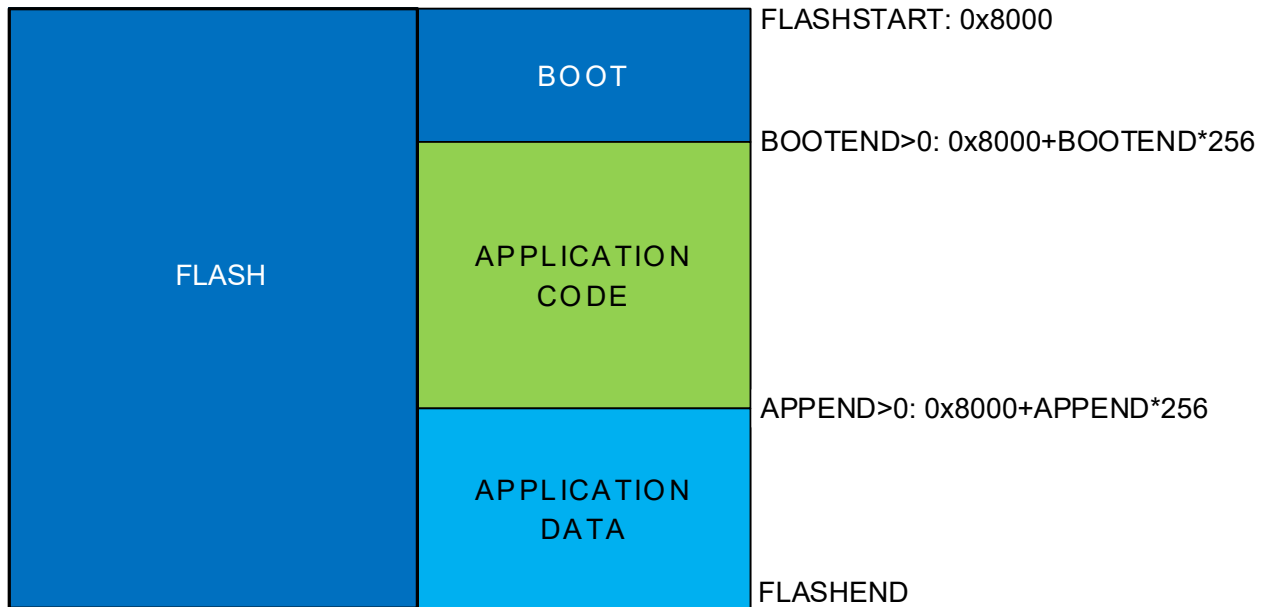 FLASHSTART: 0x8000
BOOT
BOOTEND>0: 0x8000+BOOTEND*256
FLASH
APPLICATION
CODE
APPEND>0: 0x8000+APPEND*256
APPLICATION
DATA
FLASHEND